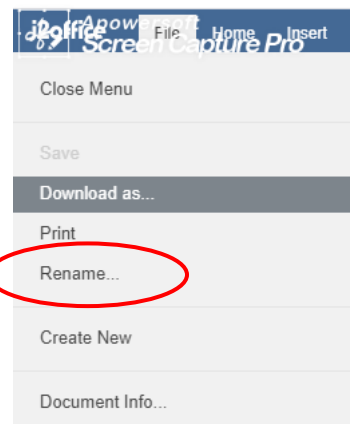 Apowersoft
Screen Capture Pro
File Home Insert
Close Menu
Save
Download as...
Print
Rename...
Create New
Document Info...